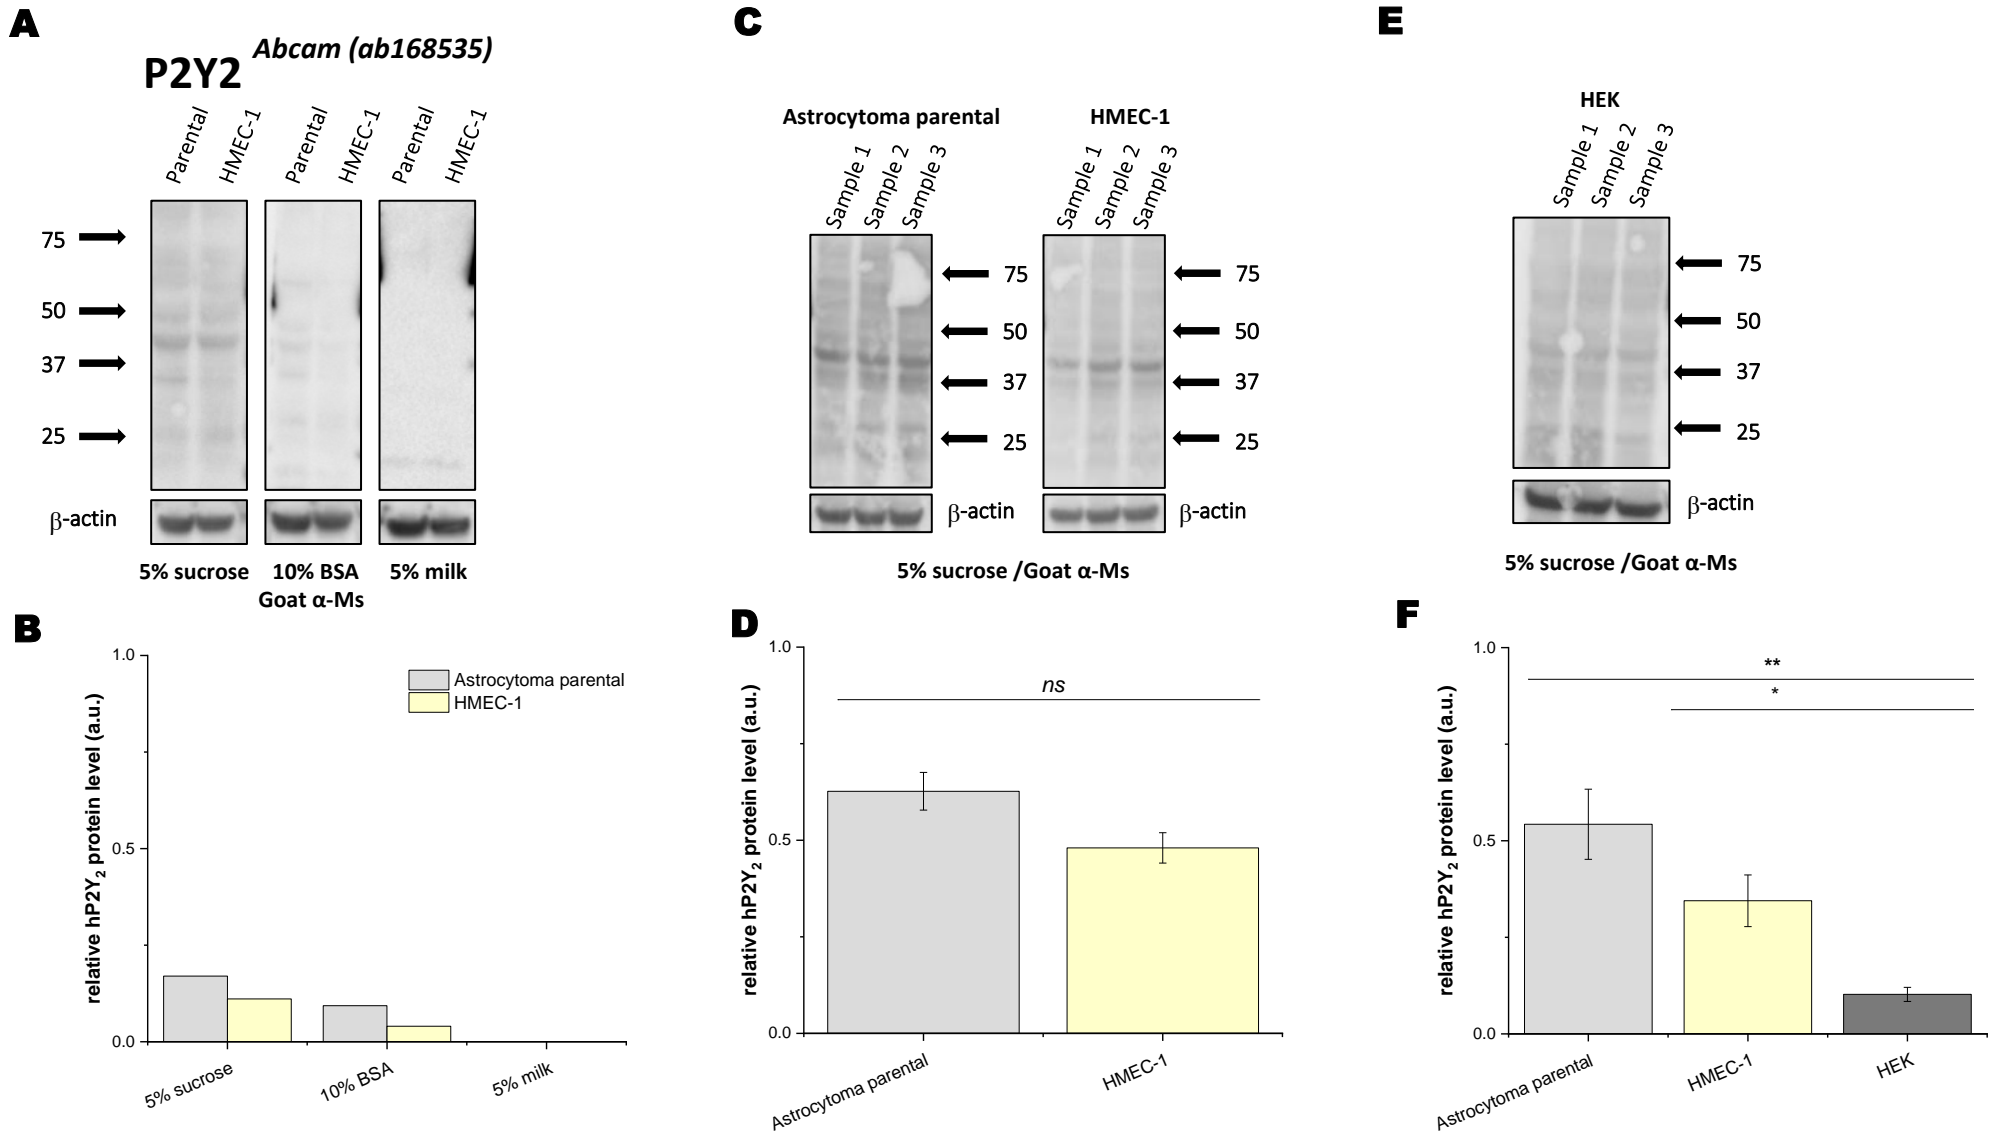 A
P2Y2 Abcam (ab168535)
Parental
HMEC-1
Parental
HMEC-1
Parental
HMEC-1
75
50
37
25
β-actin
5% sucrose
10% BSA
5% milk
Goat α-Ms
B
1.0
0.5
0.0
relative hP2Y2 protein level (a.u.)
Astrocytoma parental
HMEC-1
5% sucrose
10% BSA
5% milk
C
Astrocytoma parental
HMEC-1
Sample 1
Sample 2
Sample 3
Sample 1
Sample 2
Sample 3
75
50
37
25
β-actin
75
50
37
25
β-actin
5% sucrose /Goat α-Ms
D
1.0
0.5
0.0
relative hP2Y2 protein level (a.u.)
ns
Astrocytoma parental
HMEC-1
E
HEK
Sample 1
Sample 2
Sample 3
75
50
37
25
β-actin
5% sucrose /Goat α-Ms
F
1.0
0.5
0.0
relative hP2Y2 protein level (a.u.)
**
*
Astrocytoma parental
HMEC-1
HEK